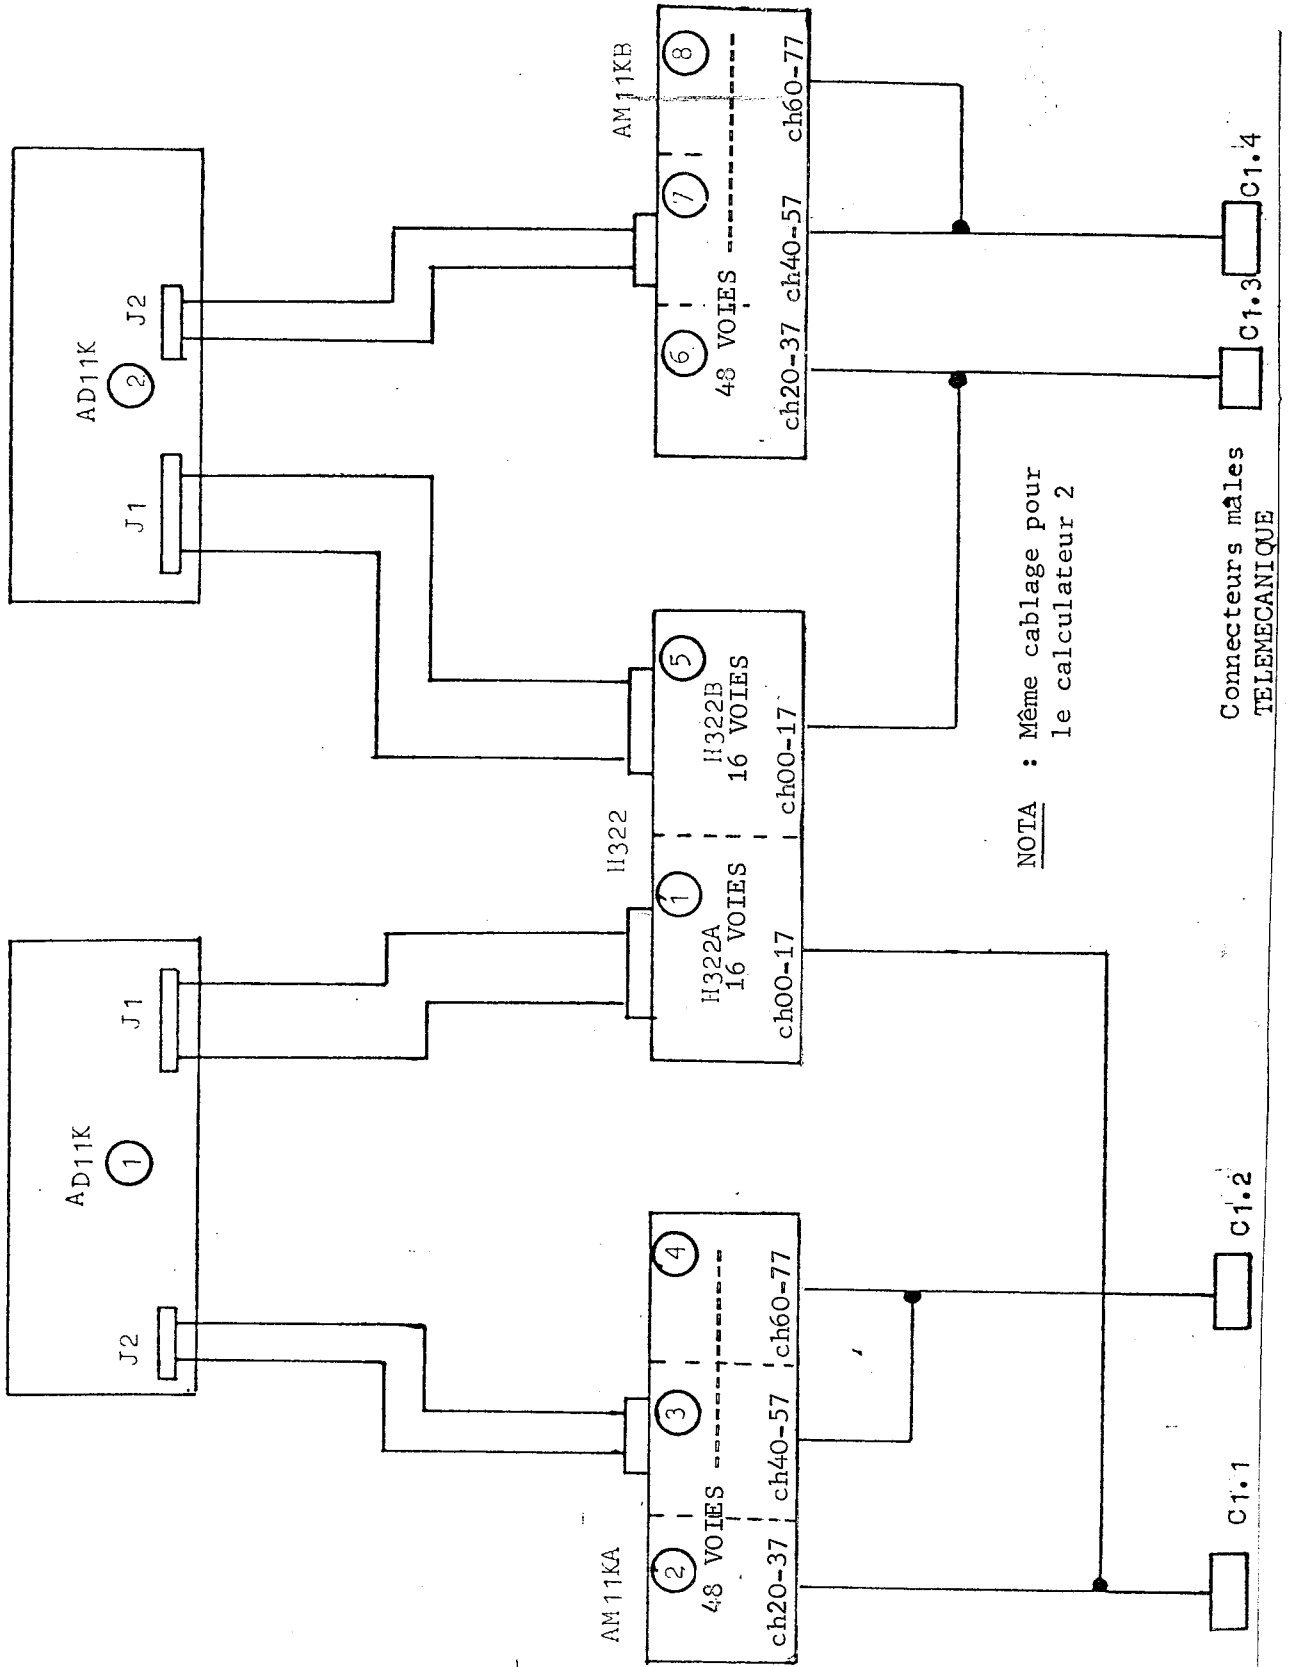 AD11K
1
J2
J1
AD11K
2
J1
J2
AM11KA
2
3
4
48 VOIES
ch20-37
ch40-57
ch60-77
H322
1
H322A
16 VOIES
ch00-17
5
H322B
16 VOIES
ch00-17
AM11KB
6
7
8
48 VOIES
ch20-37
ch40-57
ch60-77
NOTA : Même cablage pour
le calculateur 2
C1.1
C1.2
Connecteurs mâles
TELEMECANIQUE
C1.3
C1.4